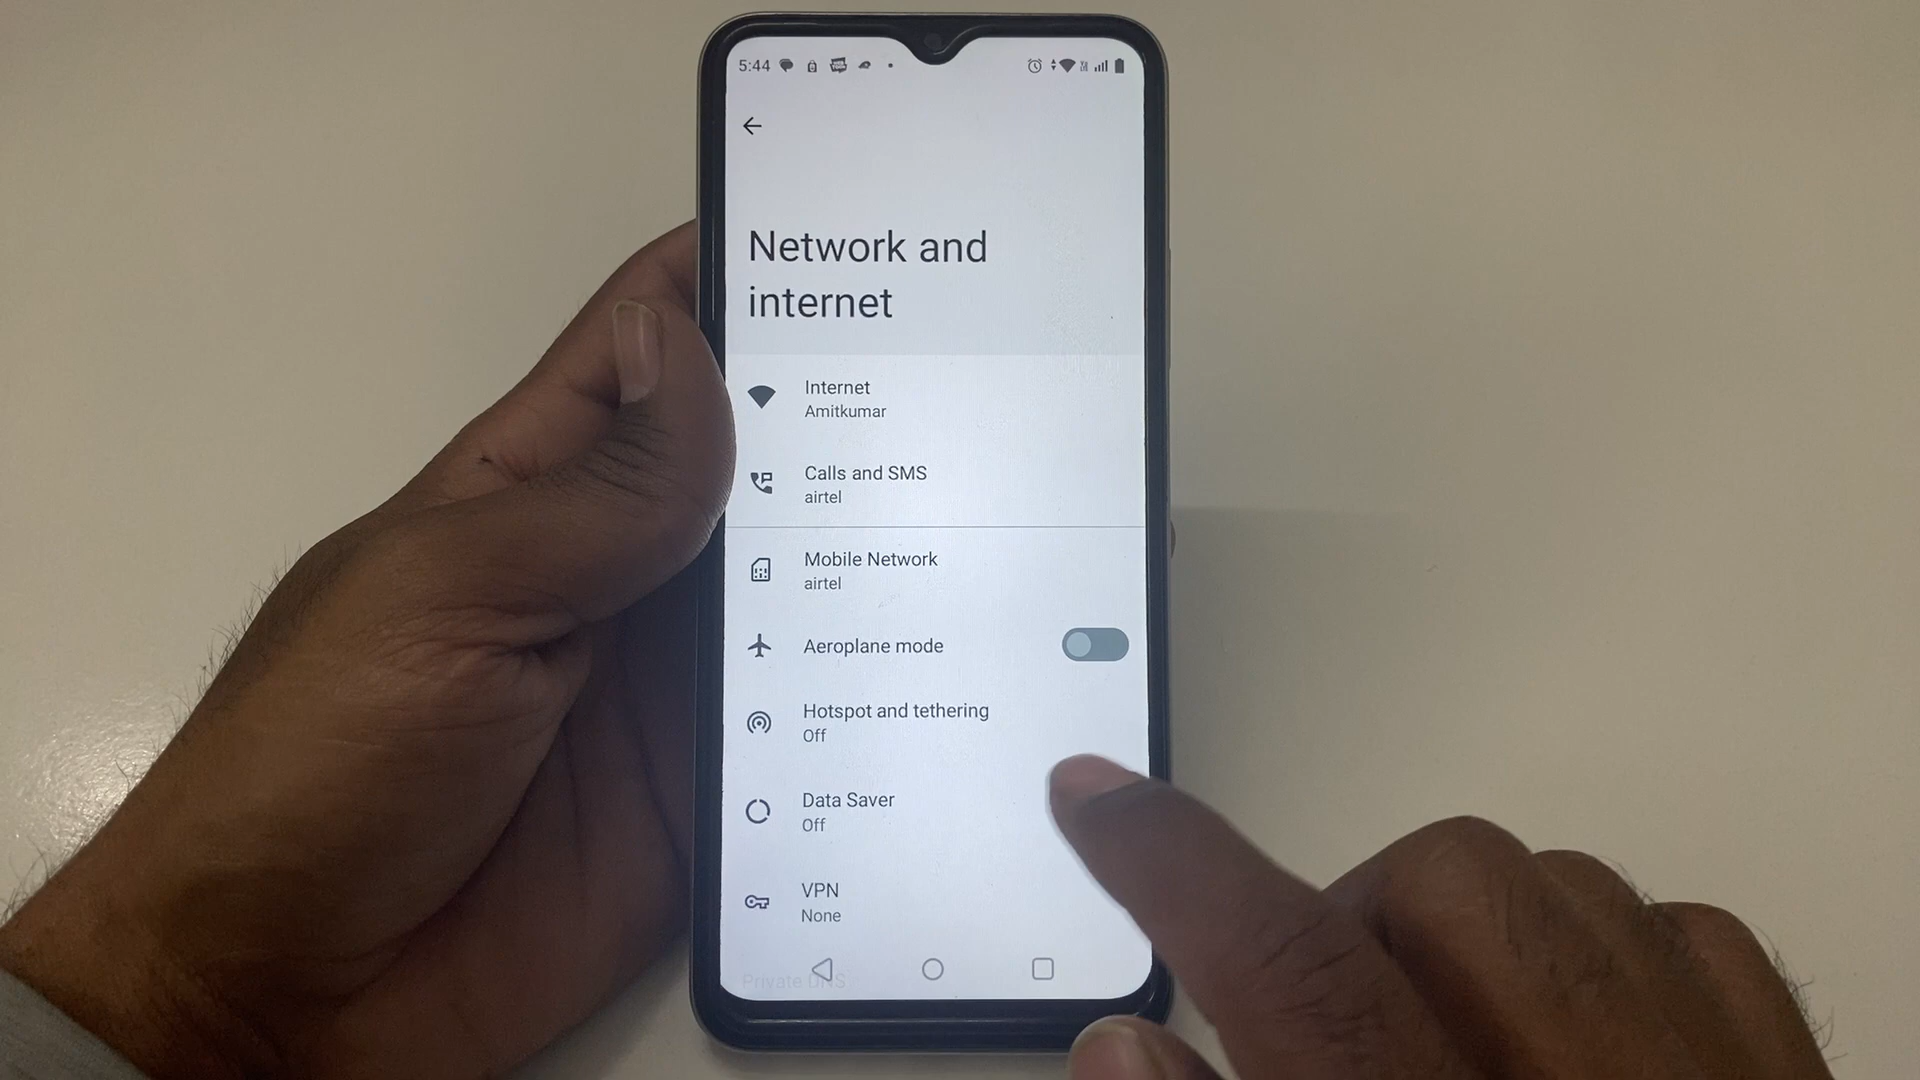 5:44
Network and
internet
Internet
Amitkumar
Calls and SMS
airtel
Mobile Network
airtel
Aeroplane mode
Hotspot and tethering
Off
Data Saver
Off
VPN
None
Private DNS